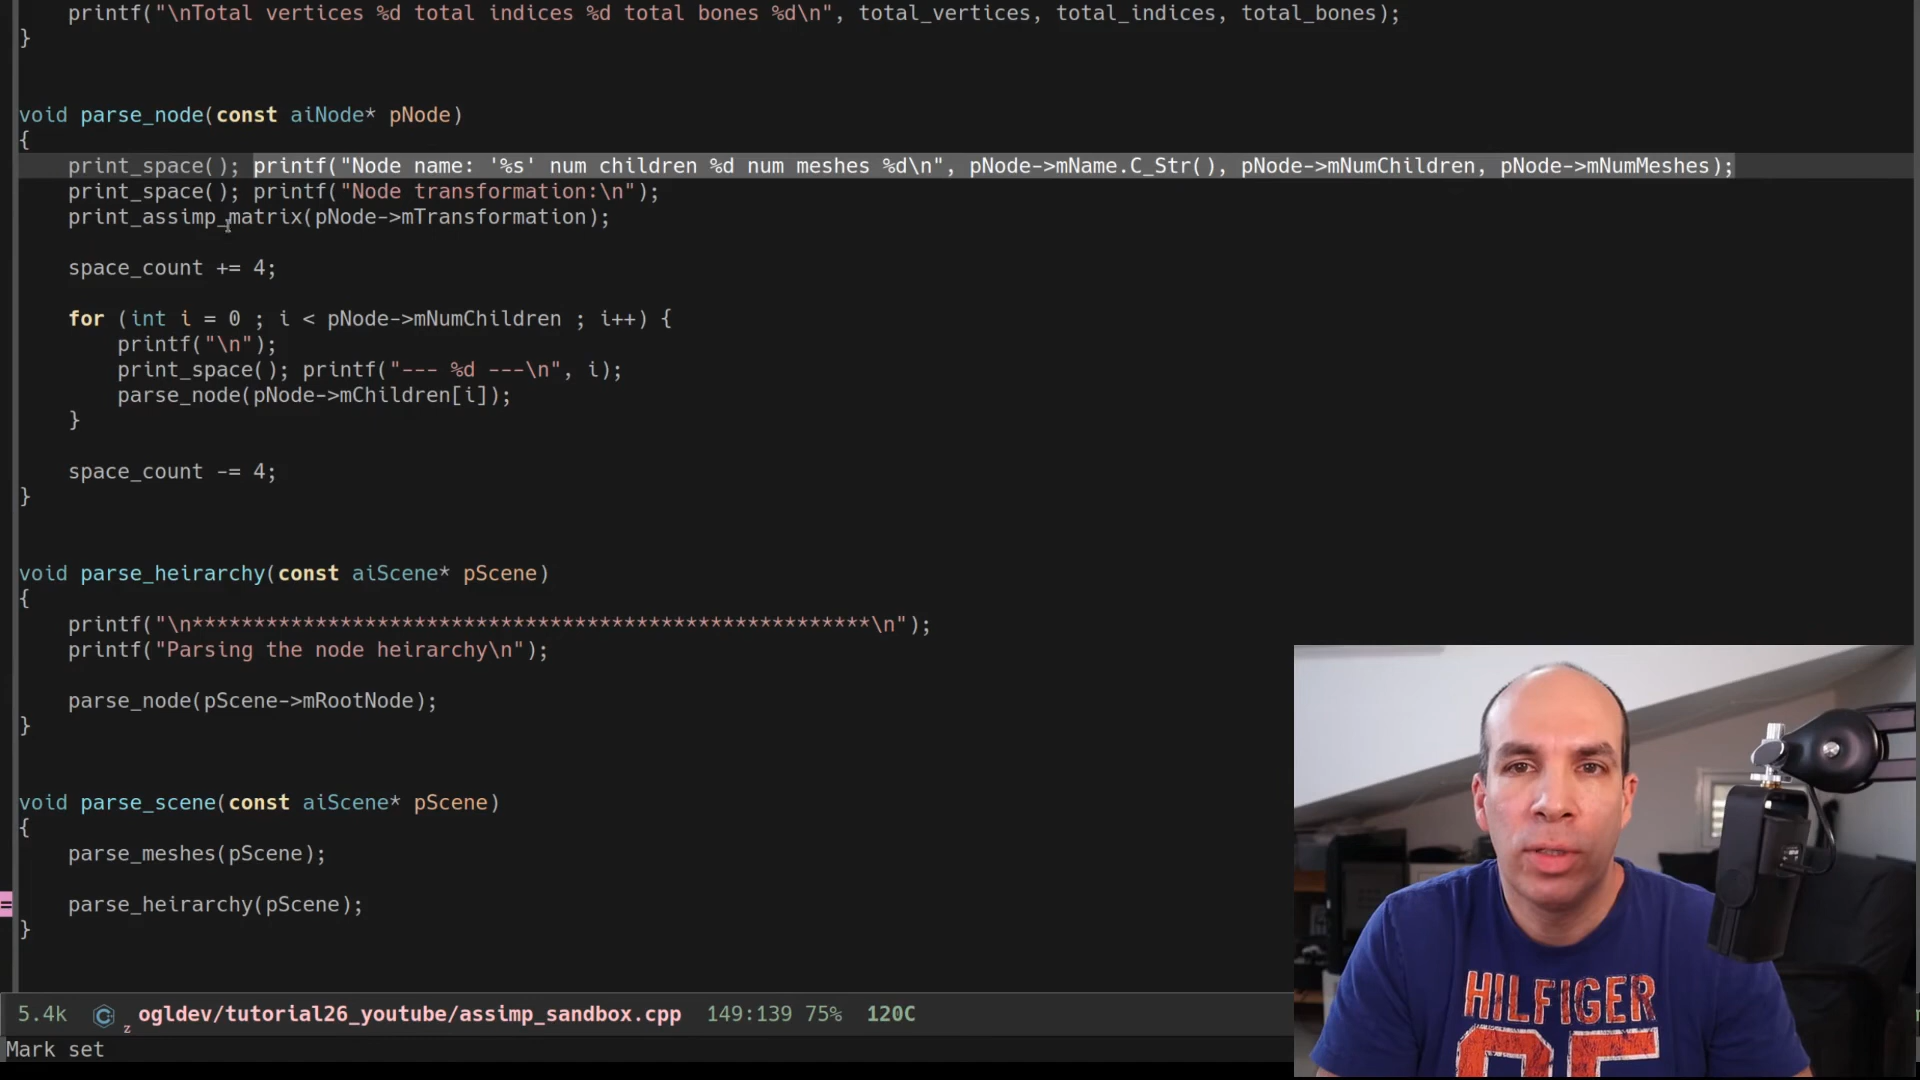 printf("\nTotal vertices %d total indices %d total bones %d\n", total_vertices, total_indices, total_bones);
}
void parse_node(const aiNode* pNode)
{
print_space(); printf("Node name: '%s' num children %d num meshes %d\n", pNode->mName.C_Str(), pNode->mNumChildren, pNode->mNumMeshes);
print_space(); printf("Node transformation:\n");
print_assimp_matrix(pNode->mTransformation);
space_count += 4;
for (int i = 0 ; i < pNode->mNumChildren ; i++) {
printf("\n");
print_space(); printf("--- %d ---\n", i);
parse_node(pNode->mChildren[i]);
}
space_count -= 4;
}
void parse_heirarchy(const aiScene* pScene)
{
printf("\n*******************************************************\n");
printf("Parsing the node heirarchy\n");
parse_node(pScene->mRootNode);
}
void parse_scene(const aiScene* pScene)
{
parse_meshes(pScene);
parse_heirarchy(pScene);
}
5.4k ogldev/tutorial26_youtube/assimp_sandbox.cpp 149:139 75% 120C
Mark set
HILFIGER